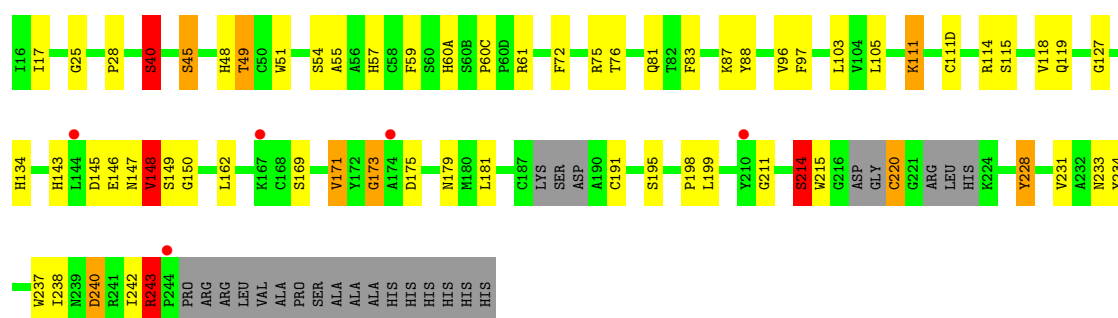 I16 I17 G25 P28 S40 S45 H48 T49 C50 W51 S54 A55 A56 H57 C58 F59 S60 H60A S60B P60C P60D R61 F72 R75 T76 Q81 T82 F83 K87 Y88 V96 F97 L103 V104 L105 K111 C111D R114 S115 V118 Q119 G127
H134 H143 L144 D145 E146 N147 V148 S149 G150 L162 K167 C168 S169 V171 Y172 G173 A174 D175 N179 M180 L181 C187 LYS SER ASP A190 C191 S195 P198 L199 Y210 G211 S214 W215 G216 ASP GLY C220 G221 ARG LEU HIS K224 Y228 V231 A232 N233
W237 I238 N239 D240 R241 I242 R243 P244 PRO ARG ARG LEU VAL ALA PRO SER ALA ALA ALA HIS HIS HIS HIS HIS HIS